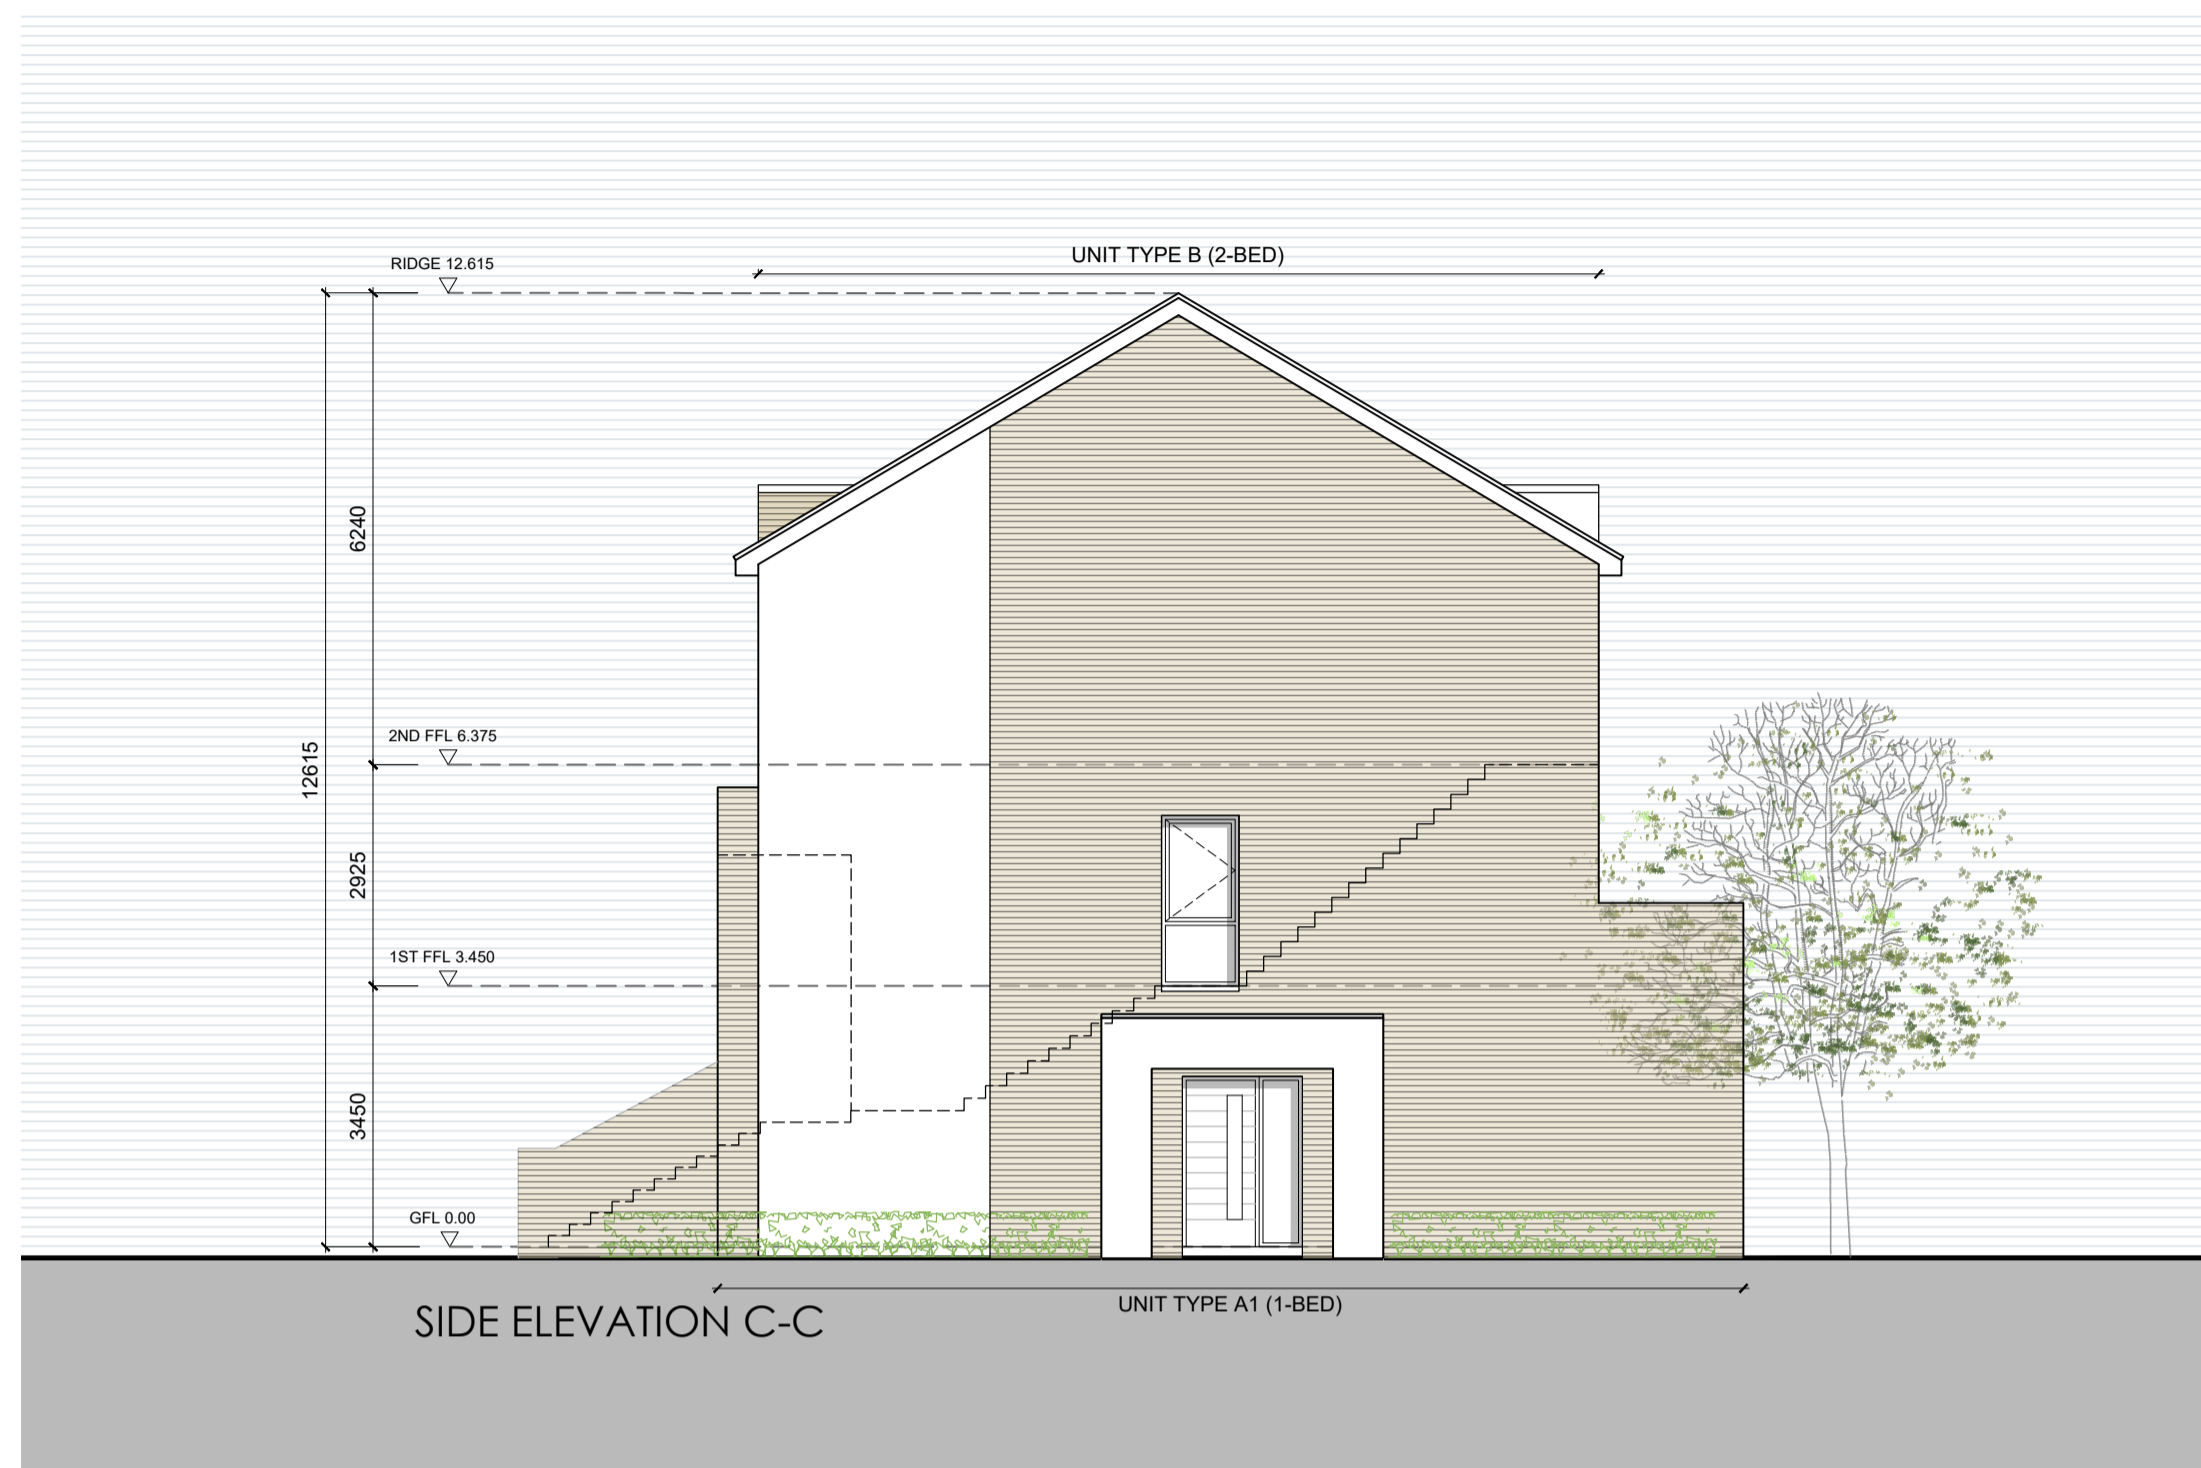 UNIT TYPE B (2-BED)
RIDGE 12.615
6240
2ND FFL 6.375
12615
2925
1ST FFL 3.450
3450
GFL 0.00
UNIT TYPE A1 (1-BED)
SIDE ELEVATION C-C